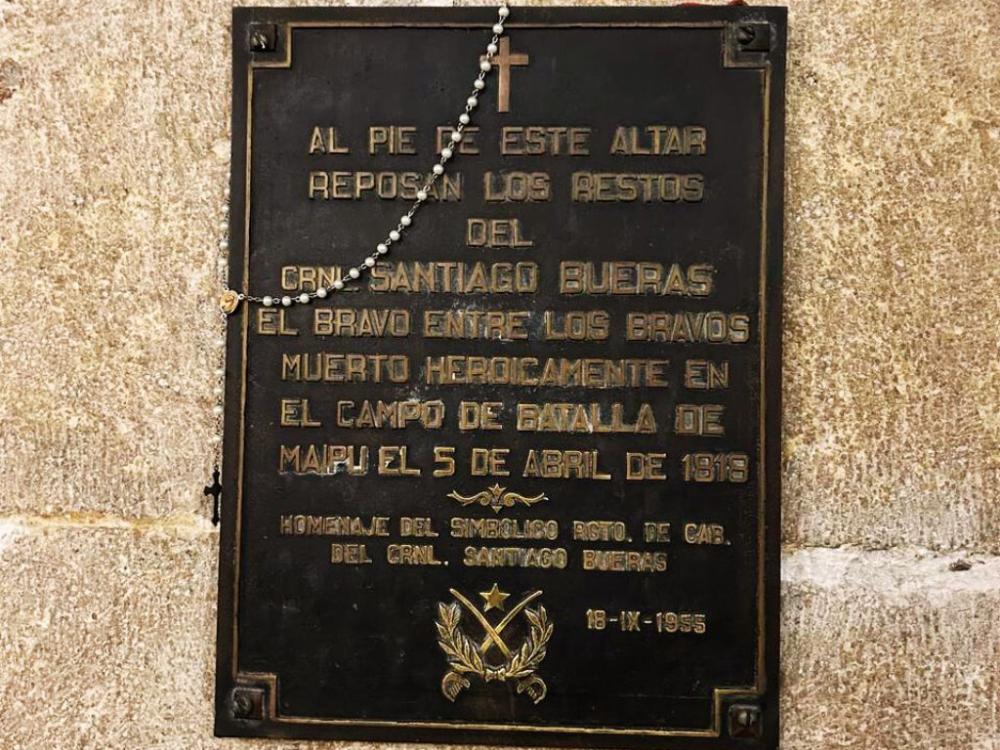 AL PIE DE ESTE ALTAR
REPOSAN LOS RESTOS
DEL
CRNL. SANTIAGO BUERAS
EL BRAVO ENTRE LOS BRAVOS
MUERTO HEROICAMENTE EN
EL CAMPO DE BATALLA DE
MAIPU EL 5 DE ABRIL DE 1818
HOMENAJE DEL SIMBOLICO RGTO. DE CAB.
DEL CRNL. SANTIAGO BUERAS
18-IX-1955